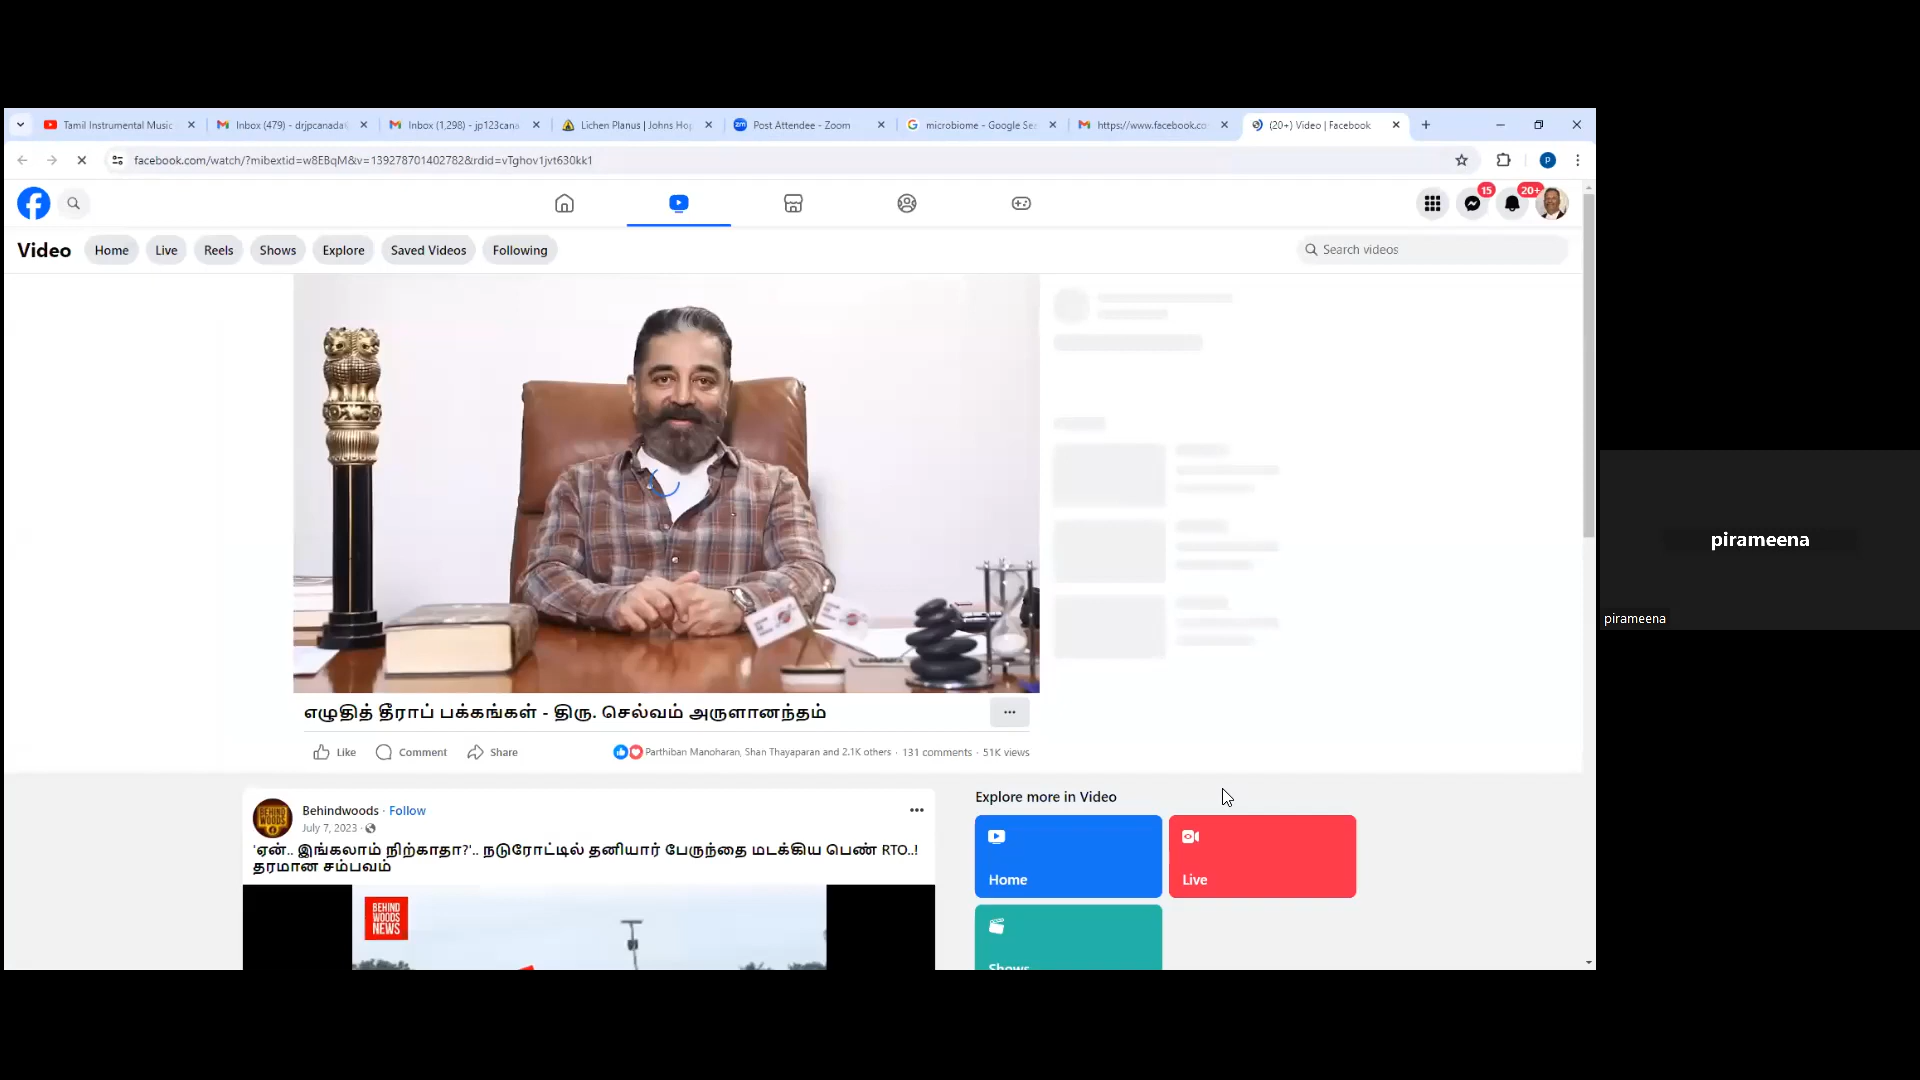 Tamil Instrumental Music
Inbox (479) - drjpcanada
Inbox (1,298) - jp123can
Lichen Planus | Johns Ho
Post Attendee - Zoom
microbiome - Google Se
https://www.facebook.co
(20+) Video | Facebook
facebook.com/watch/?mibextid=w8EBqM&v=139278701402782&rdid=vTghov1jvt630kk1
P
15
20+
Video
Home
Live
Reels
Shows
Explore
Saved Videos
Following
Search videos
எழுதித் தீராப் பக்கங்கள் - திரு. செல்வம் அருளானந்தம்
Like
Comment
Share
Parthiban Manoharan, Shan Thayaparan and 2.1K others · 131 comments · 51K views
Behindwoods · Follow
July 7, 2023 ·
'ஏன்.. இங்கலாம் நிற்காதா?'.. நடுரோட்டில் தனியார் பேருந்தை மடக்கிய பெண் RTO..!
தரமான சம்பவம்
BEHIND
WOODS
NEWS
Explore more in Video
Home
Live
Shows
pirameena
pirameena